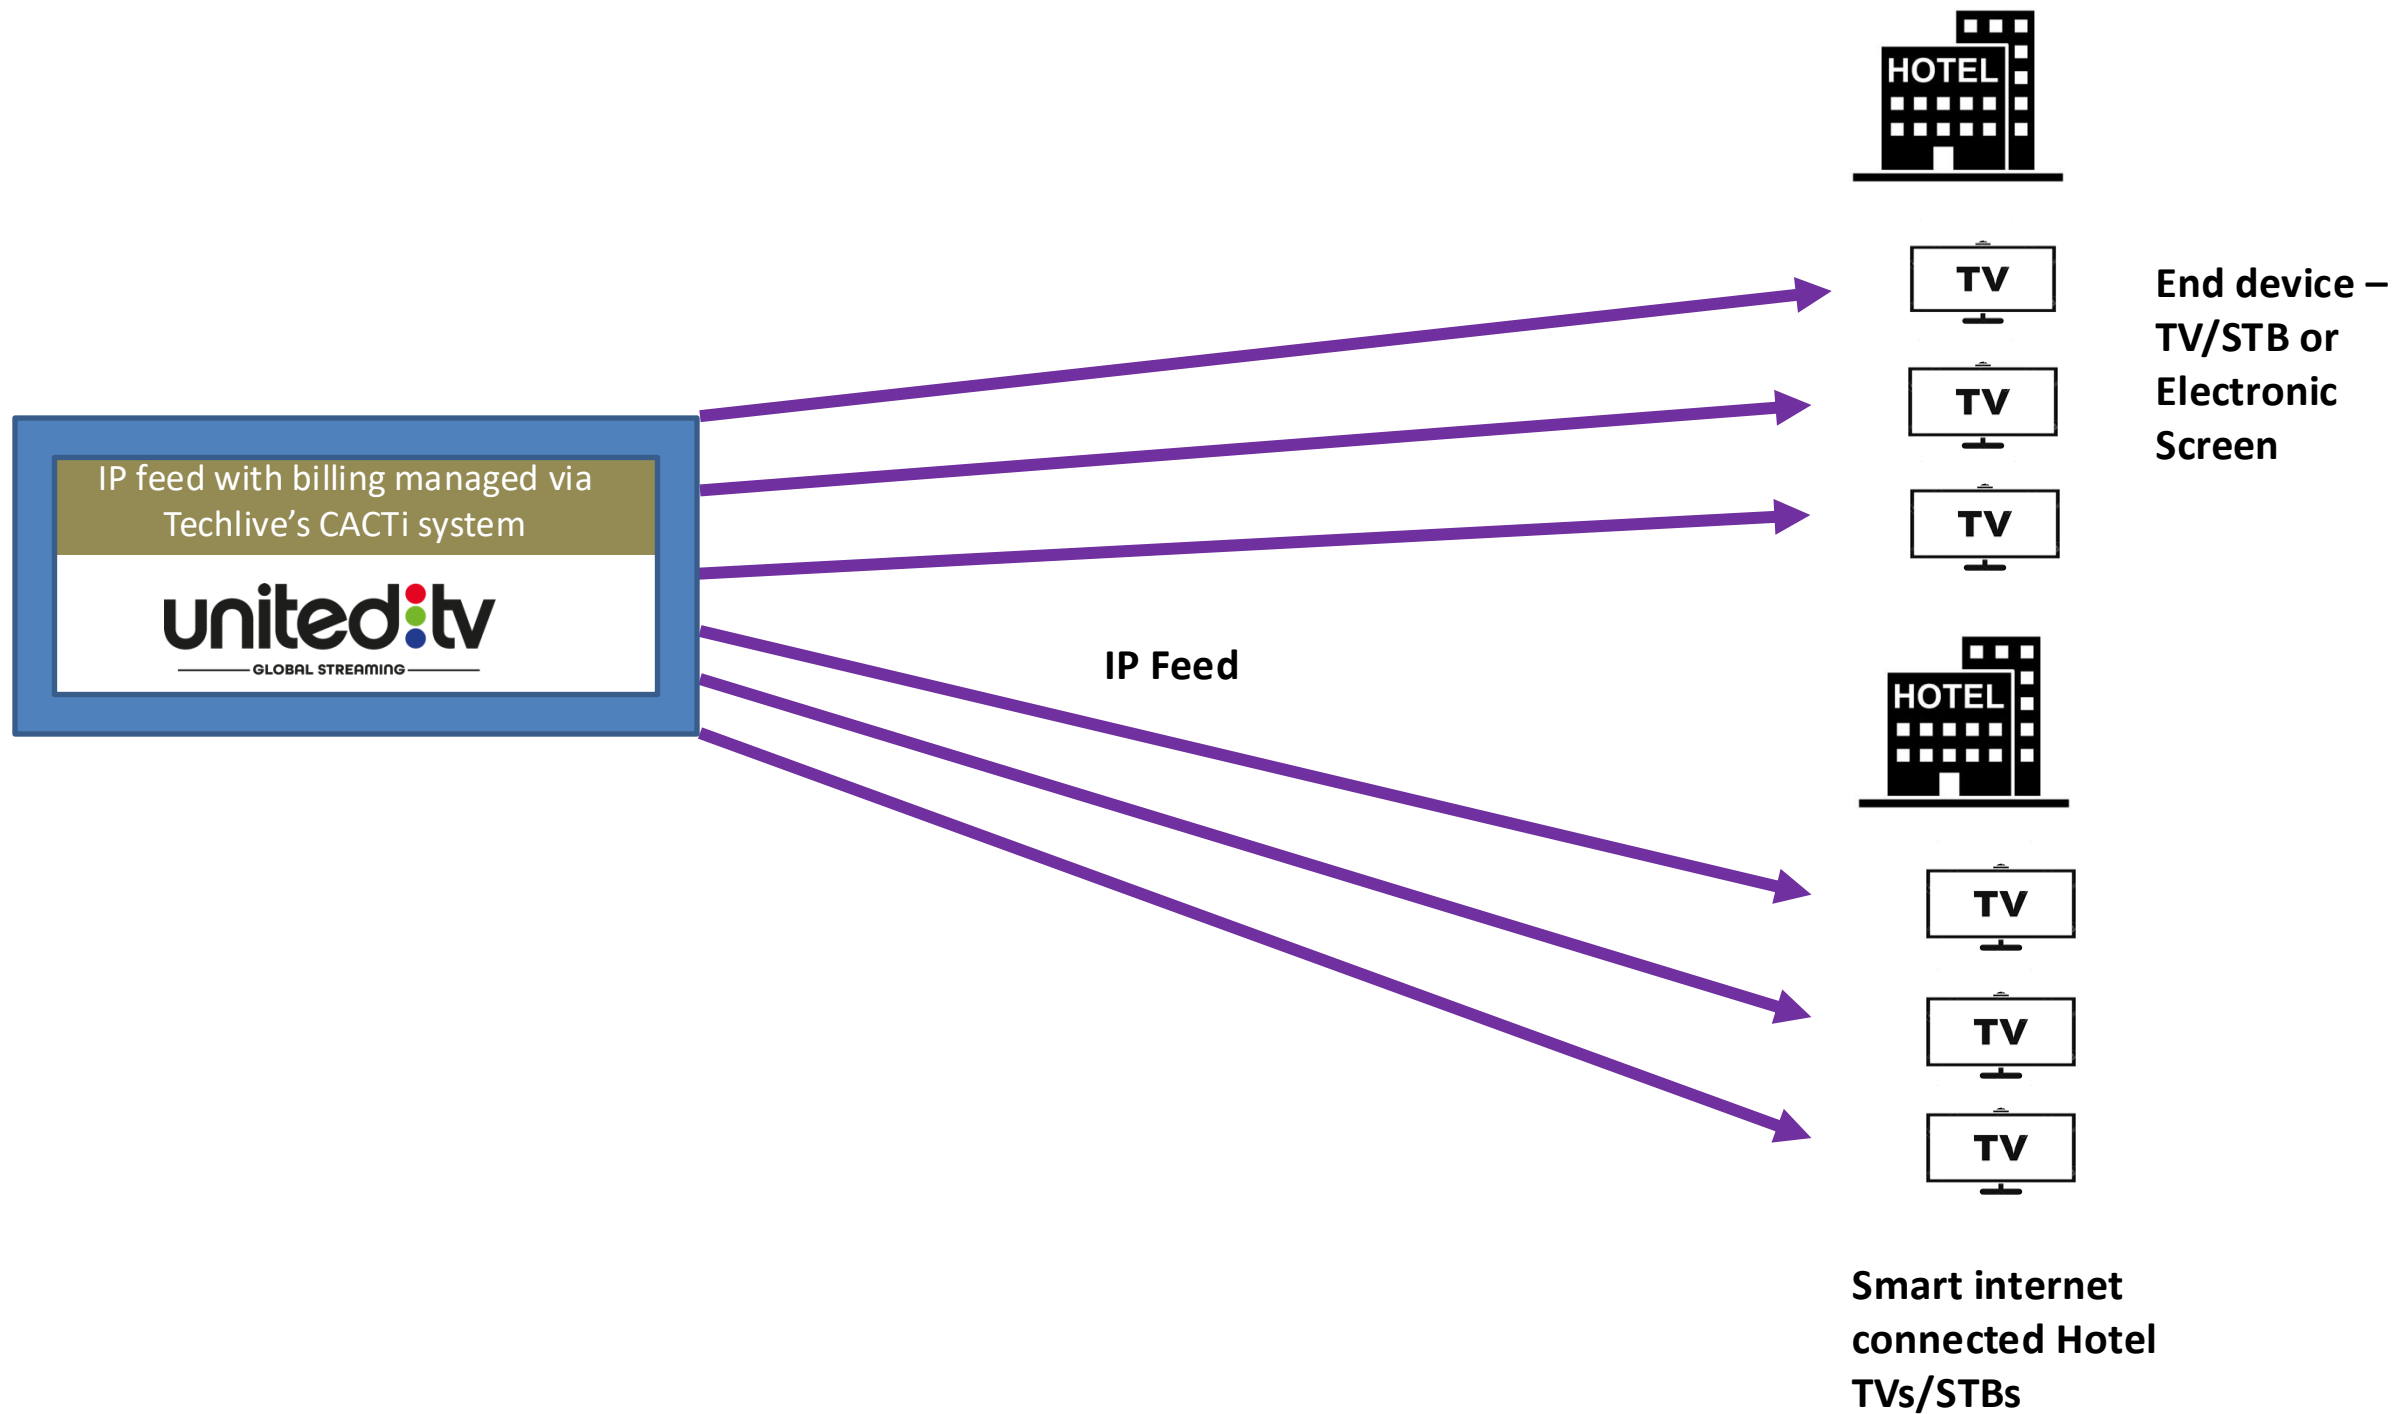 HOTEL
TV
End device –
TV/STB or
Electronic
Screen
TV
TV
IP feed with billing managed via
Techlive’s CACTi system
united:tv
GLOBAL STREAMING
IP Feed
HOTEL
TV
TV
TV
Smart internet
connected Hotel
TVs/STBs